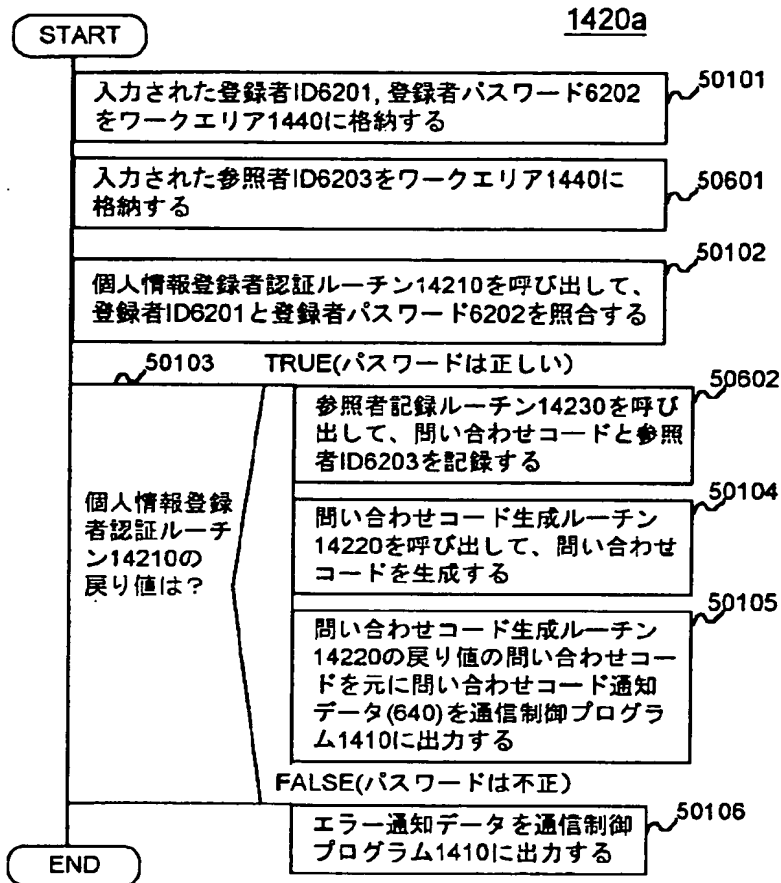 1420a
START
50101
入力された登録者ID6201, 登録者パスワード6202
をワークエリア1440に格納する
50601
入力された参照者ID6203をワークエリア1440に
格納する
50102
個人情報登録者認証ルーチン14210を呼び出して、
登録者ID6201と登録者パスワード6202を照合する
50103
TRUE(パスワードは正しい)
個人情報登録
者認証ルーチ
ン14210の
戻り値は?
50602
参照者記録ルーチン14230を呼び
出して、問い合わせコードと参照
者ID6203を記録する
50104
問い合わせコード生成ルーチン
14220を呼び出して、問い合わせ
コードを生成する
50105
問い合わせコード生成ルーチン
14220の戻り値の問い合わせコー
ドを元に問い合わせコード通知
データ(640)を通信制御プログラ
ム1410に出力する
FALSE(パスワードは不正)
50106
エラー通知データを通信制御
プログラム1410に出力する
END